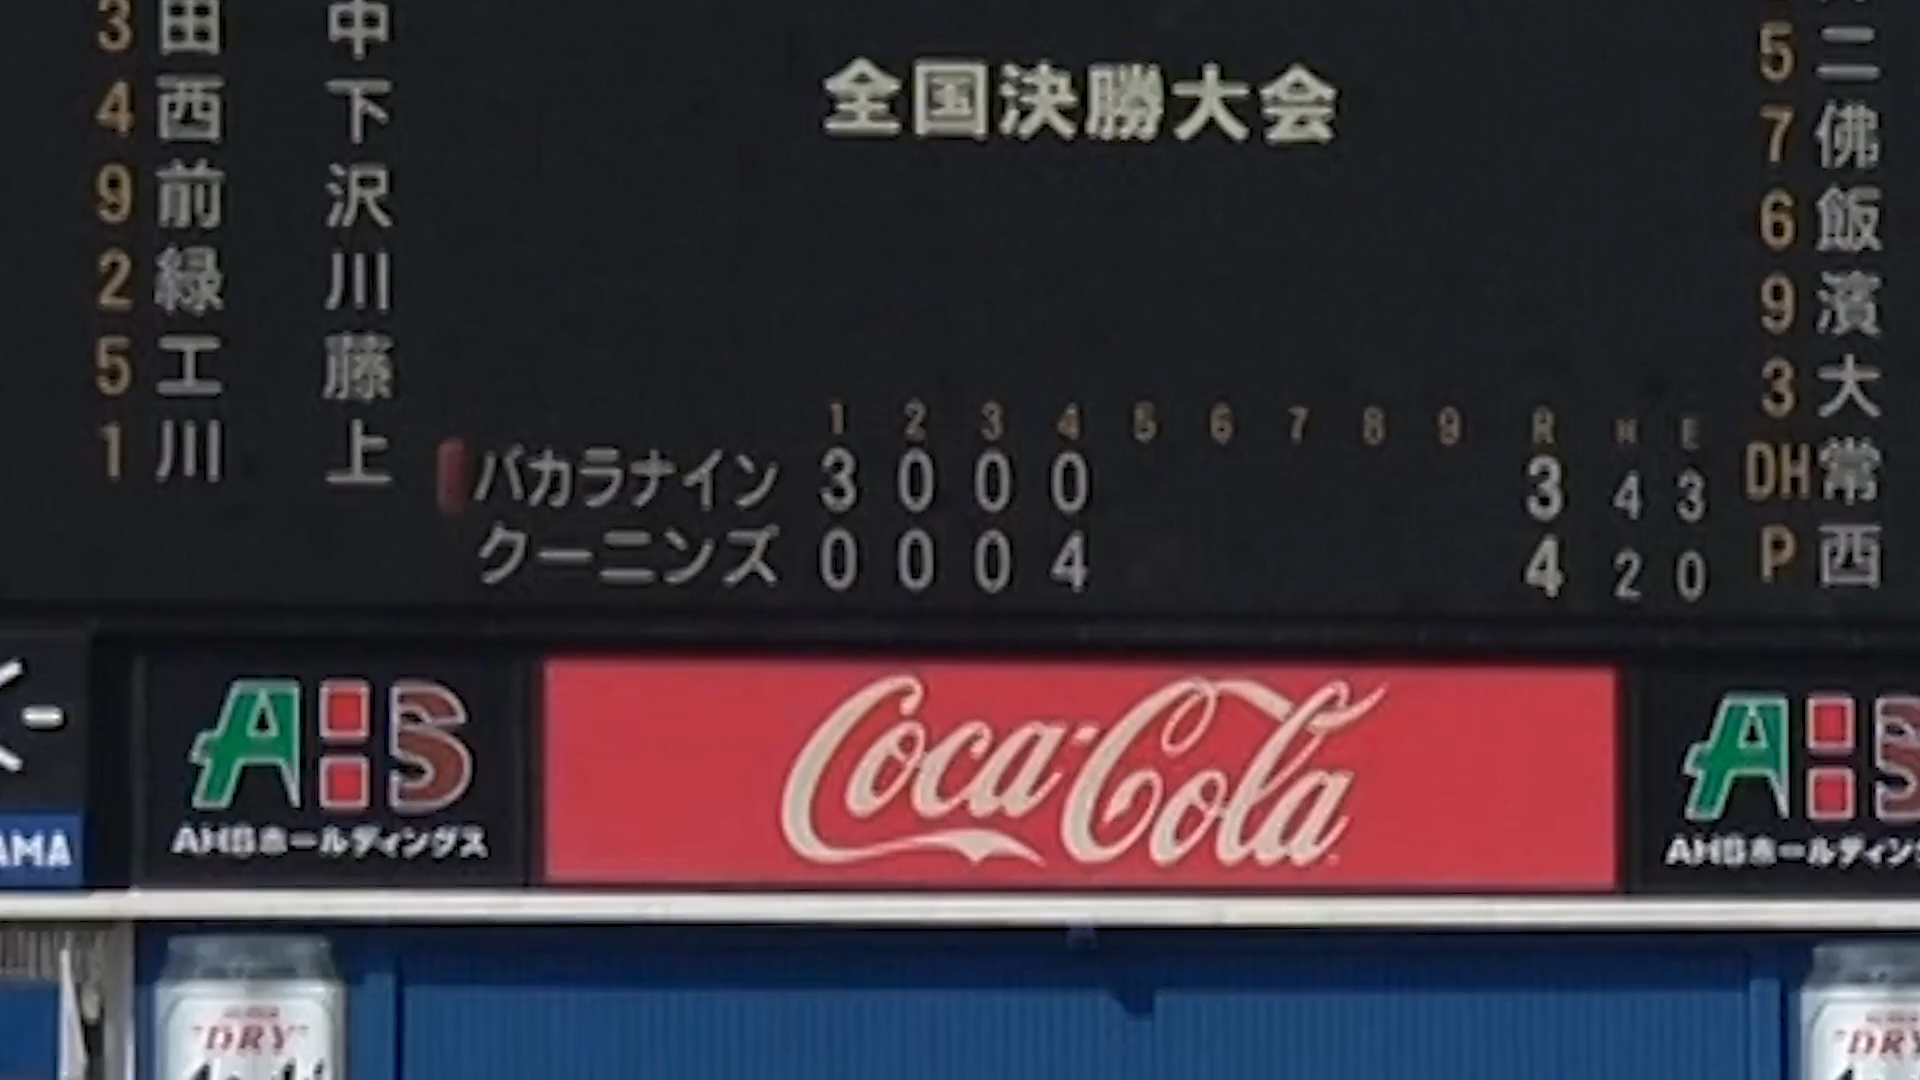 全国決勝大会
3 田 中
4 西 下
9 前 沢
2 緑 川
5 工 藤
1 川 上
5 二
7 佛
6 飯
9 濱
3 大
DH 常
P 西
1 2 3 4 5 6 7 8 9 R H E
バカラナイン 3 0 0 0 3 4 3
クーニンズ 0 0 0 4 4 2 0
AHS
AHSホールディングス
Coca-Cola
AHS
AHSホールディング
AMA
"DRY"
"DRY